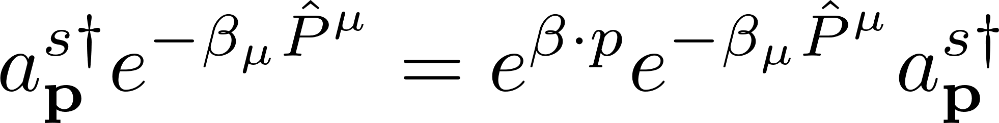 $a_{\mathbf{p}}^{s\dagger} e^{-\beta_\mu \hat{P}^\mu} = e^{\beta \cdot p} e^{-\beta_\mu \hat{P}^\mu} a_{\mathbf{p}}^{s\dagger}$